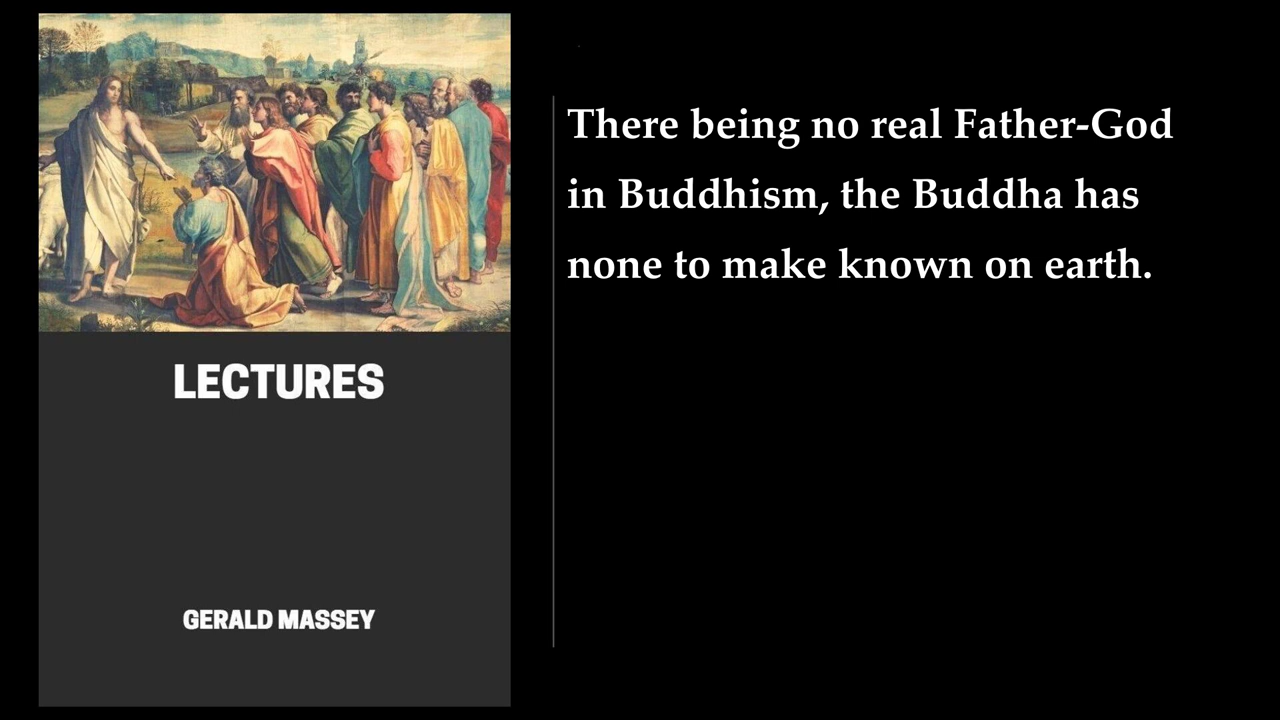 LECTURES
GERALD MASSEY
There being no real Father-God
in Buddhism, the Buddha has
none to make known on earth.